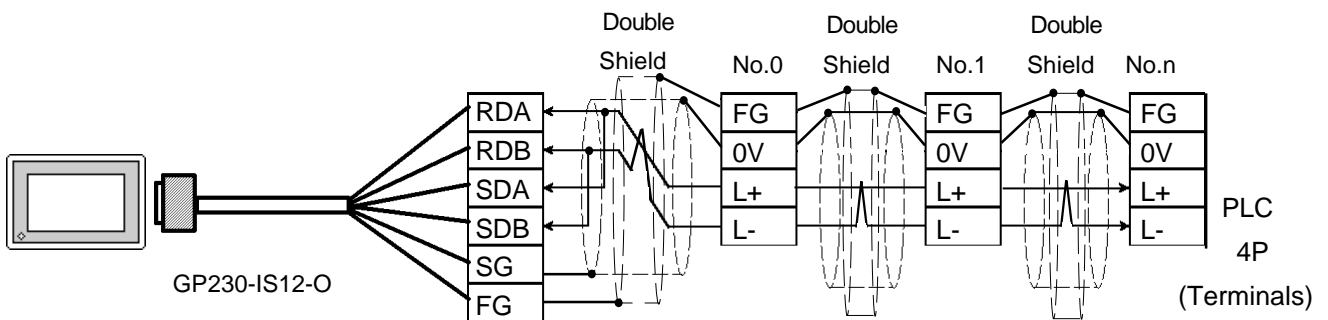 Double Double Double
Shield No.0 Shield No.1 Shield No.n
RDA FG FG FG
RDB 0V 0V 0V
SDA L+ L+ L+
SDB L- L- L-
SG
FG
GP230-IS12-O
PLC
4P
(Terminals)